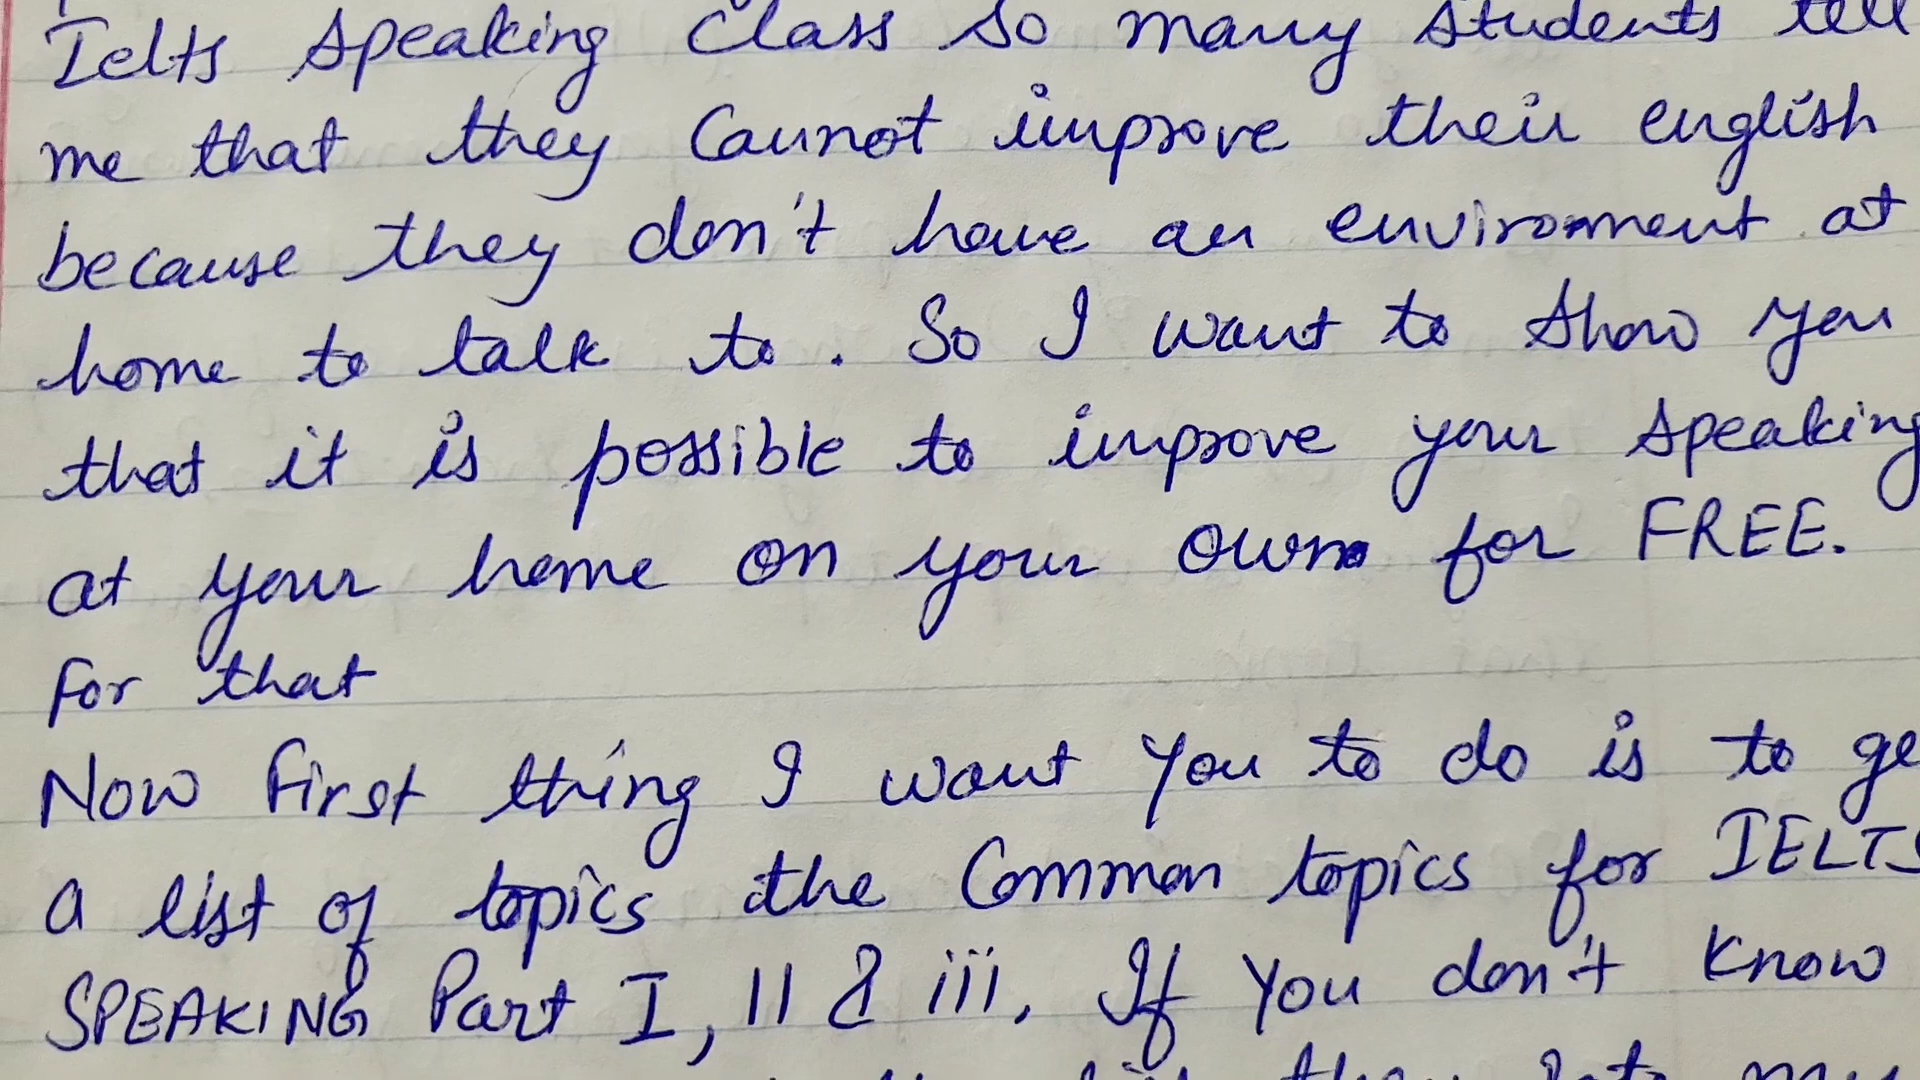 Ielts speaking Class so many students tell
me that they Cannot improve their english
because they don't have an environment at
home to talk to. So I want to show you
that it is possible to improve your speaking
at your home on your own for FREE.
for that
Now first thing I want you to do is to ge
a list of topics the Common topics for IELTS
SPEAKING Part I, II & iii. If you don't know